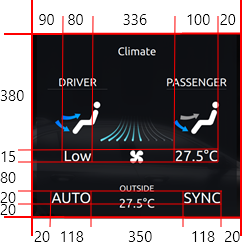 90 80 336 100 20
Climate
380
DRIVER PASSENGER
15 Low 27.5°C
80
OUTSIDE
20 AUTO 27.5°C SYNC
20
20 118 350 118 20